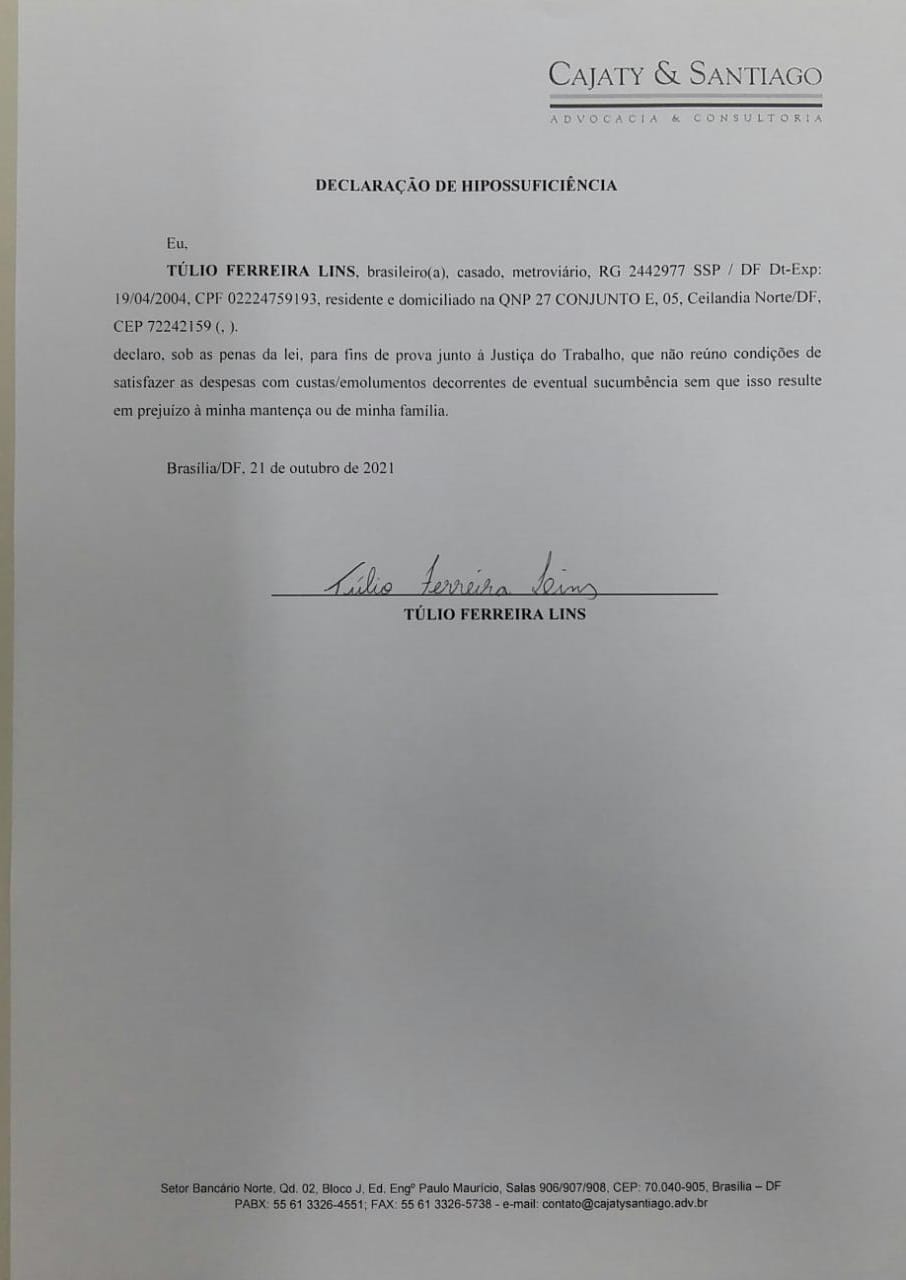 CAJATY & SANTIAGO
ADVOCACIA & CONSULTORIA
DECLARAÇÃO DE HIPOSSUFICIÊNCIA
Eu,
TÚLIO FERREIRA LINS, brasileiro(a), casado, metroviário, RG 2442977 SSP / DF Dt-Exp:
19/04/2004, CPF 02224759193, residente e domiciliado na QNP 27 CONJUNTO E, 05, Ceilandia Norte/DF,
CEP 72242159 (, ).
declaro, sob as penas da lei, para fins de prova junto à Justiça do Trabalho, que não reúno condições de
satisfazer as despesas com custas/emolumentos decorrentes de eventual sucumbência sem que isso resulte
em prejuízo à minha mantença ou de minha família.
Brasília/DF, 21 de outubro de 2021
Túlio Ferreira Lins
TÚLIO FERREIRA LINS
Setor Bancário Norte, Qd. 02, Bloco J, Ed. Engº Paulo Maurício, Salas 906/907/908, CEP: 70.040-905, Brasília – DF
PABX: 55 61 3326-4551; FAX: 55 61 3326-5738 - e-mail: contato@cajatysantiago.adv.br